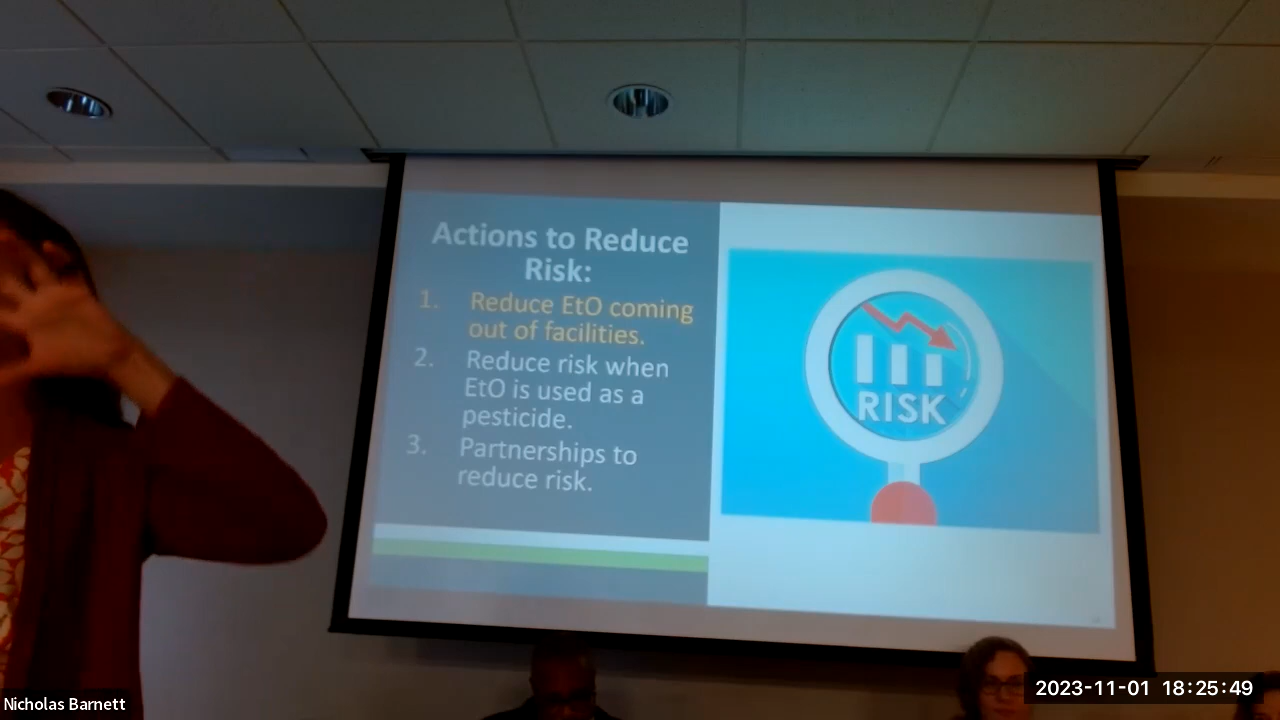 Actions to Reduce
Risk:
1. Reduce EtO coming
out of facilities.
2. Reduce risk when
EtO is used as a
pesticide.
3. Partnerships to
reduce risk.
RISK
Nicholas Barnett
2023-11-01 18:25:49